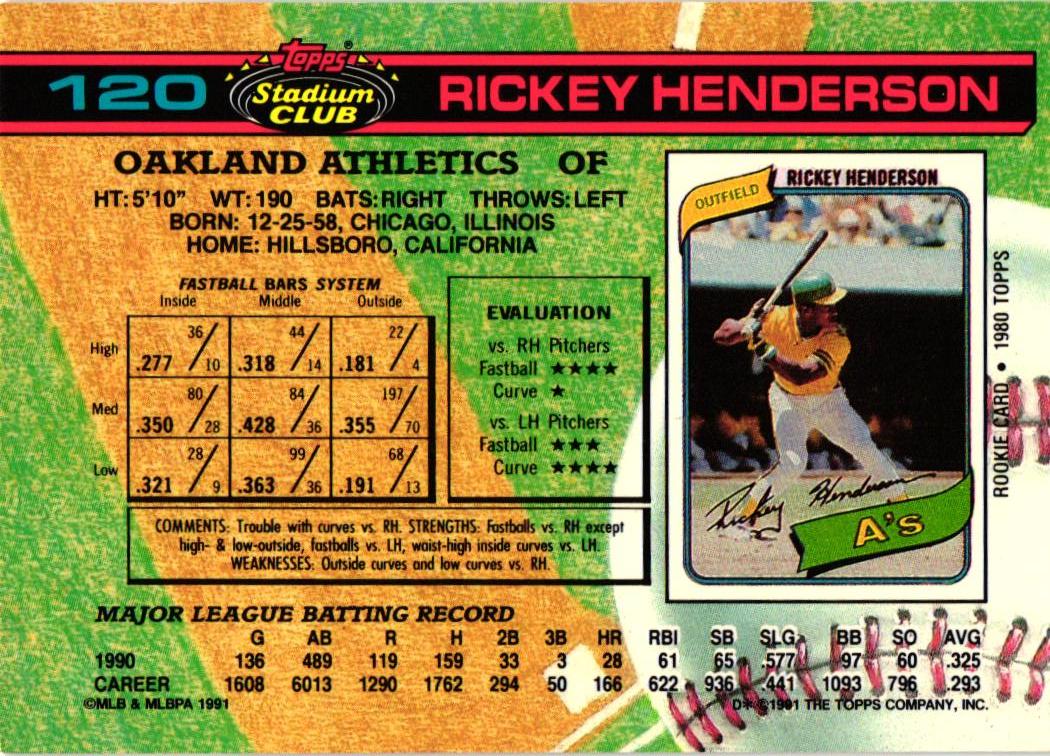 120
Topps®
Stadium
CLUB
RICKEY HENDERSON
OAKLAND ATHLETICS OF
HT: 5'10" WT: 190 BATS: RIGHT THROWS: LEFT
BORN: 12-25-58, CHICAGO, ILLINOIS
HOME: HILLSBORO, CALIFORNIA
FASTBALL BARS SYSTEM
Inside Middle Outside
High 36/10 .277 44/14 .318 22/4 .181
Med 80/28 .350 84/36 .428 197/70 .355
Low 28/9 .321 99/36 .363 68/13 .191
EVALUATION
vs. RH Pitchers
Fastball ★★★★
Curve ★
vs. LH Pitchers
Fastball ★★★
Curve ★★★★
COMMENTS: Trouble with curves vs. RH. STRENGTHS: Fastballs vs. RH except
high- & low-outside, fastballs vs. LH, waist-high inside curves vs. LH.
WEAKNESSES: Outside curves and low curves vs. RH.
OUTFIELD
RICKEY HENDERSON
Rickey Henderson
A's
ROOKIE CARD • 1980 TOPPS
MAJOR LEAGUE BATTING RECORD
G AB R H 2B 3B HR RBI SB SLG BB SO AVG
1990 136 489 119 159 33 3 28 61 65 .577 97 60 .325
CAREER 1608 6013 1290 1762 294 50 166 622 936 .441 1093 796 .293
©MLB & MLBPA 1991
D* ©1991 THE TOPPS COMPANY, INC.